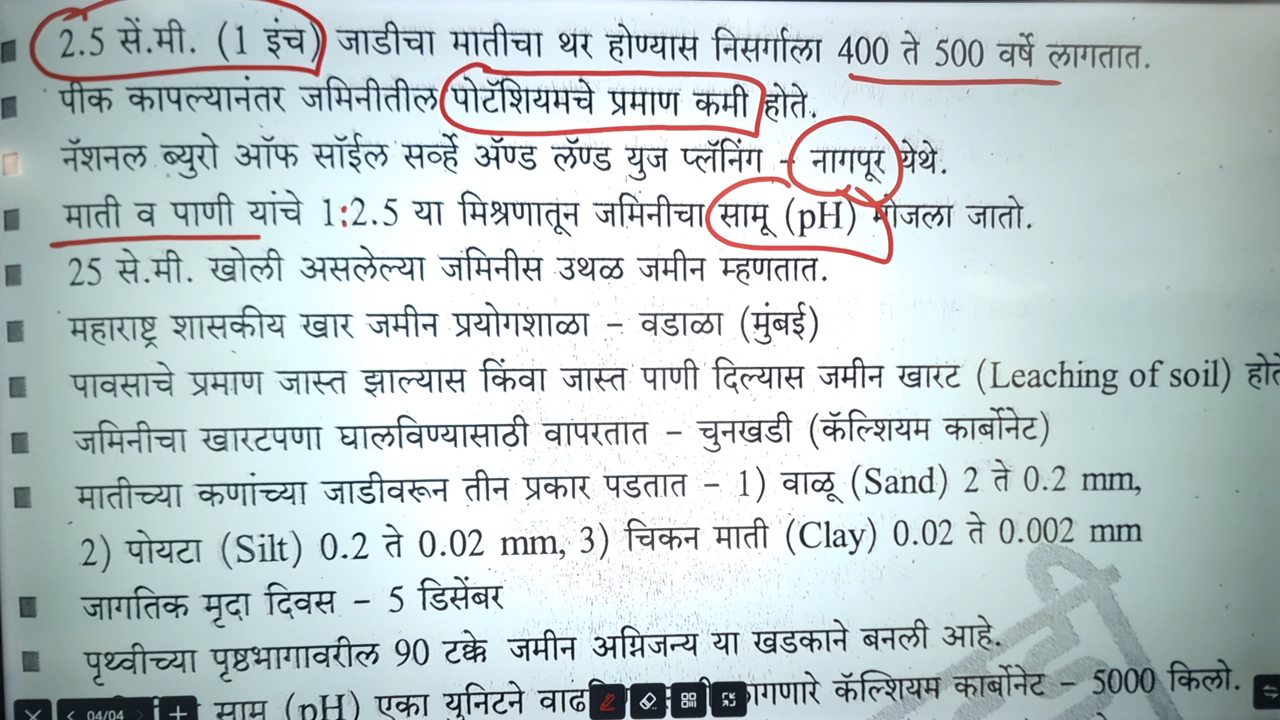 2.5 सें.मी. (1 इंच) जाडीचा मातीचा थर होण्यास निसर्गाला 400 ते 500 वर्षे लागतात.
पीक कापल्यानंतर जमिनीतील पोटॅशियमचे प्रमाण कमी होते.
नॅशनल ब्युरो ऑफ सॉईल सर्व्हे अ‍ॅण्ड लॅण्ड युज प्लॅनिंग - नागपूर येथे.
माती व पाणी यांचे 1:2.5 या मिश्रणातून जमिनीचा सामू (pH) मोजला जातो.
25 से.मी. खोली असलेल्या जमिनीस उथळ जमीन म्हणतात.
महाराष्ट्र शासकीय खार जमीन प्रयोगशाळा – वडाळा (मुंबई)
पावसाचे प्रमाण जास्त झाल्यास किंवा जास्त पाणी दिल्यास जमीन खारट (Leaching of soil) होते
जमिनीचा खारटपणा घालविण्यासाठी वापरतात – चुनखडी (कॅल्शियम कार्बोनेट)
मातीच्या कणांच्या जाडीवरून तीन प्रकार पडतात – 1) वाळू (Sand) 2 ते 0.2 mm,
2) पोयटा (Silt) 0.2 ते 0.02 mm, 3) चिकन माती (Clay) 0.02 ते 0.002 mm
जागतिक मृदा दिवस – 5 डिसेंबर
पृथ्वीच्या पृष्ठभागावरील 90 टक्के जमीन अग्निजन्य या खडकाने बनली आहे.
सामू (pH) एका युनिटने कॅल्शियम कार्बोनेट – 5000 किलो.
04/04